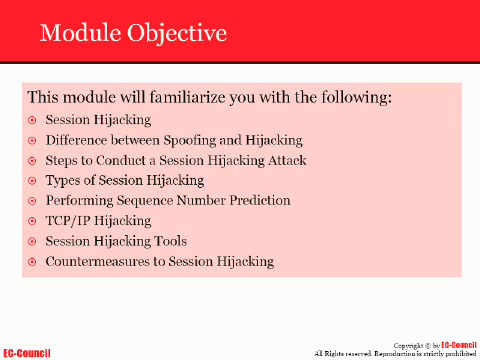 Module Objective
This module will familiarize you with the following:
Session Hijacking
Difference between Spoofing and Hijacking
Steps to Conduct a Session Hijacking Attack
Types of Session Hijacking
Performing Sequence Number Prediction
TCP/IP Hijacking
Session Hijacking Tools
Countermeasures to Session Hijacking
EC-Council
Copyright © by EC-Council
All Rights reserved. Reproduction is strictly prohibited